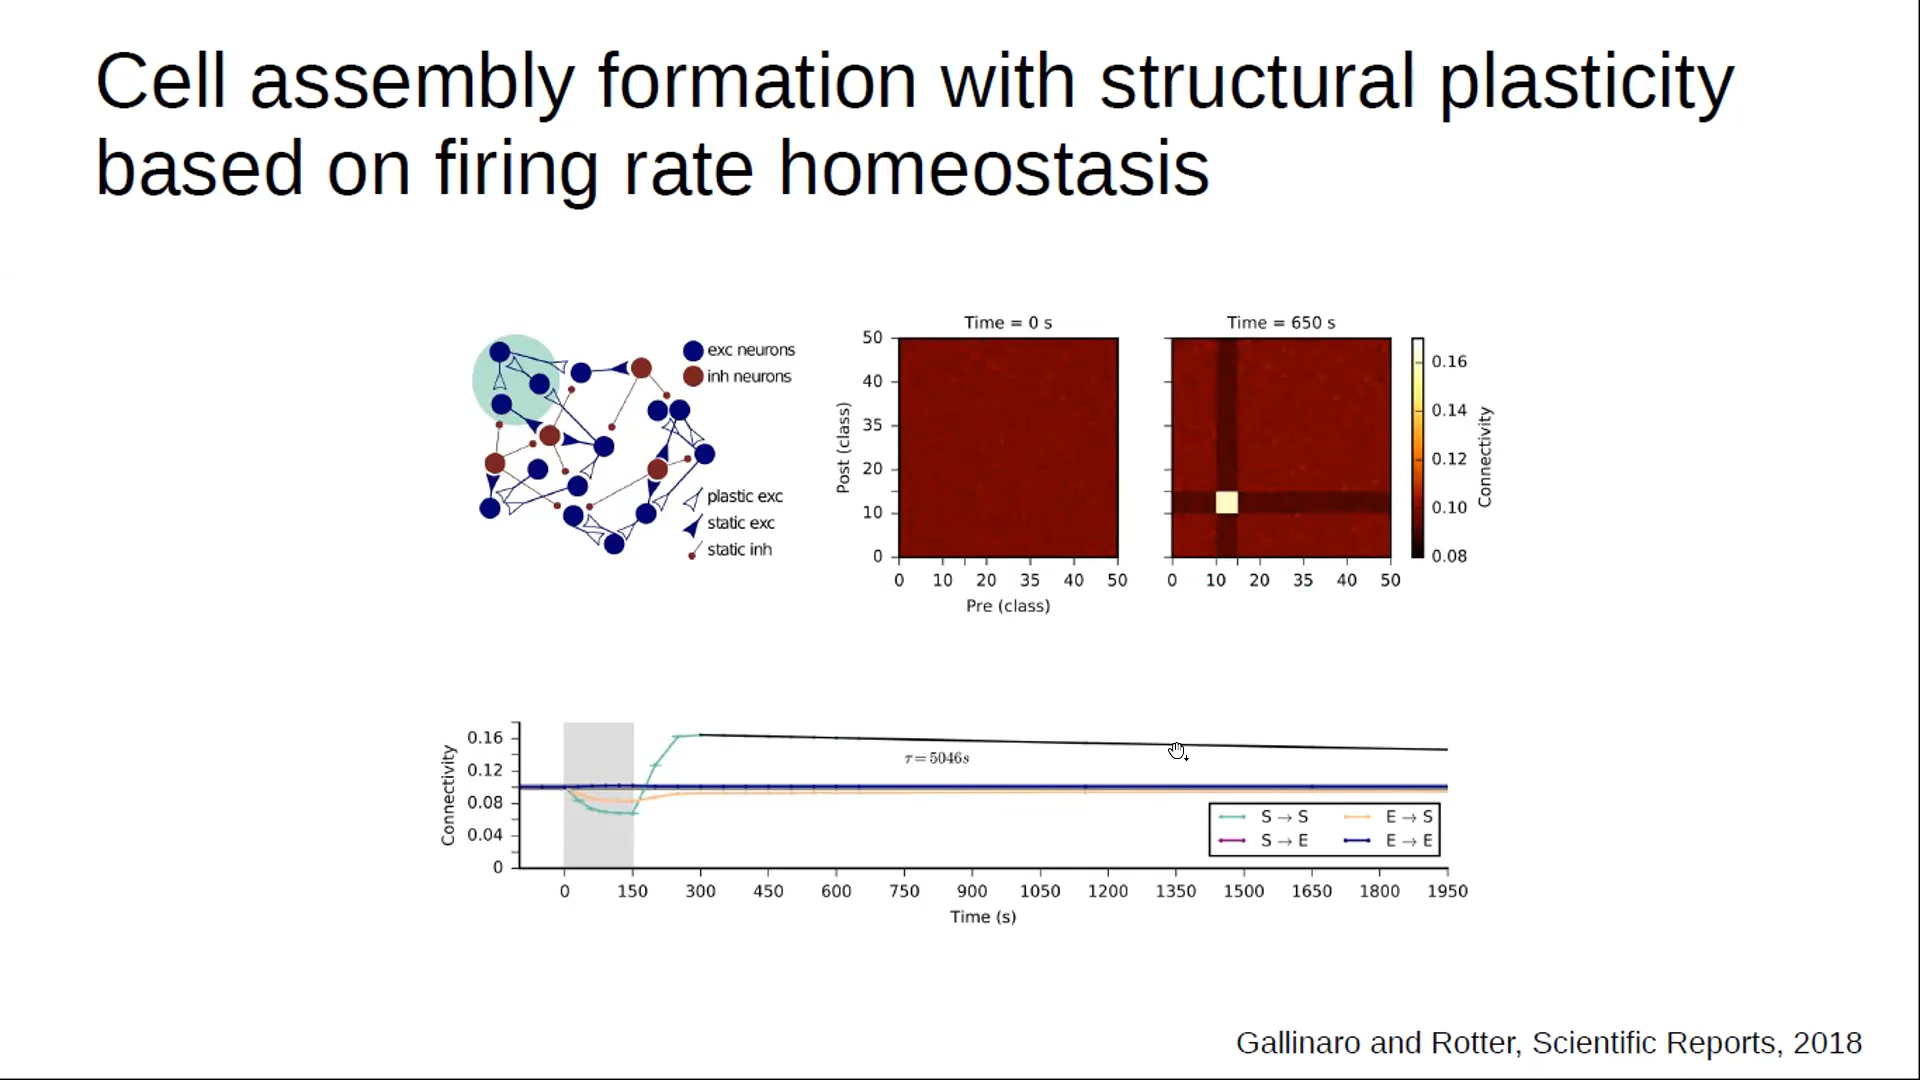 Cell assembly formation with structural plasticity
based on firing rate homeostasis
exc neurons
inh neurons
plastic exc
static exc
static inh
Time = 0 s
Post (class)
50
40
35
20
10
0
0 10 20 35 40 50
Pre (class)
Time = 650 s
0 10 20 35 40 50
0.16
0.14
0.12
0.10
0.08
Connectivity
Connectivity
0.16
0.12
0.08
0.04
0
τ = 5046s
S → S E → S
S → E E → E
0 150 300 450 600 750 900 1050 1200 1350 1500 1650 1800 1950
Time (s)
Gallinaro and Rotter, Scientific Reports, 2018